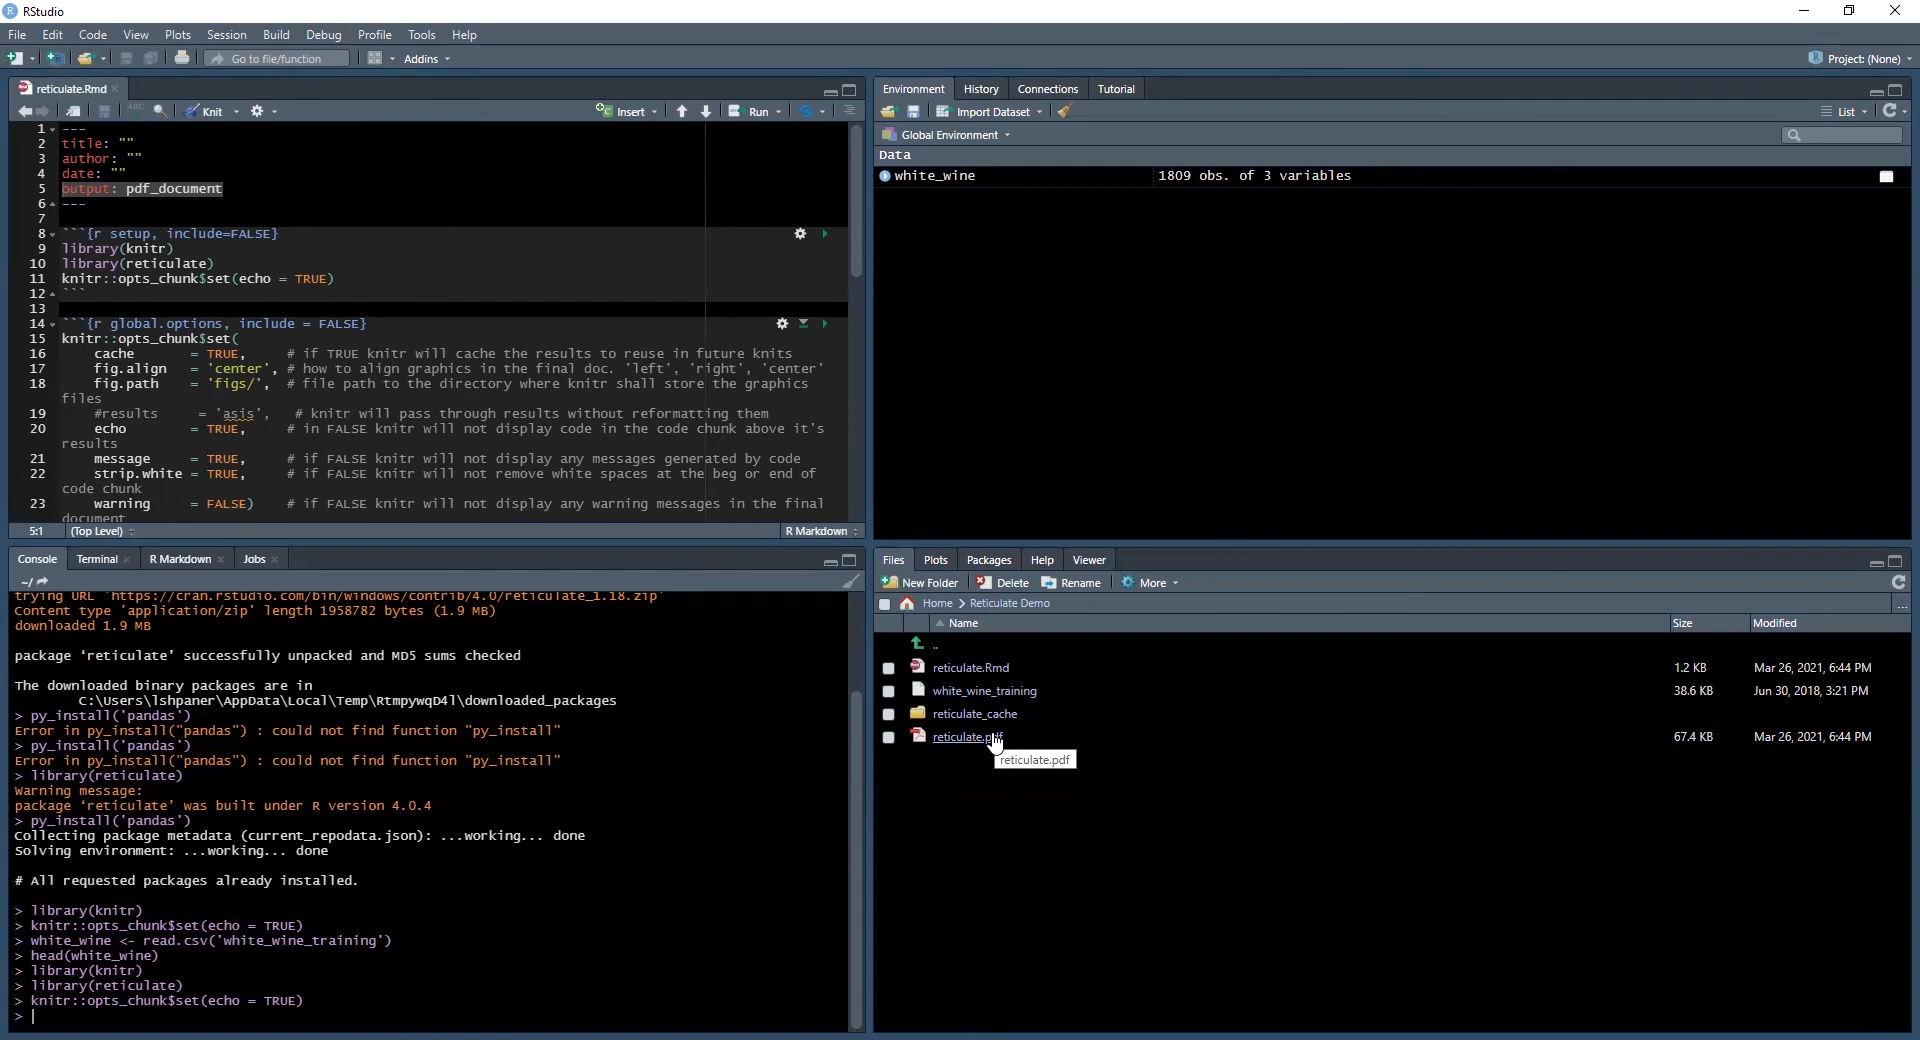 RStudio
File Edit Code View Plots Session Build Debug Profile Tools Help
Go to file/function Addins Project: (None)
reticulate.Rmd
ABC Knit Insert Run
1 ---
2 title: ""
3 author: ""
4 date: ""
5 output: pdf_document
6 ---
7
8 ```{r setup, include=FALSE}
9 library(knitr)
10 library(reticulate)
11 knitr::opts_chunk$set(echo = TRUE)
12 ```
13
14 ```{r global.options, include = FALSE}
15 knitr::opts_chunk$set(
16 cache = TRUE, # if TRUE knitr will cache the results to reuse in future knits
17 fig.align = 'center', # how to align graphics in the final doc. 'left', 'right', 'center'
18 fig.path = 'figs/', # file path to the directory where knitr shall store the graphics
files
19 #results = 'asis', # knitr will pass through results without reformatting them
20 echo = TRUE, # in FALSE knitr will not display code in the code chunk above it's
results
21 message = TRUE, # if FALSE knitr will not display any messages generated by code
22 strip.white = TRUE, # if FALSE knitr will not remove white spaces at the beg or end of
code chunk
23 warning = FALSE) # if FALSE knitr will not display any warning messages in the final
document
5:1 (Top Level) R Markdown
Console Terminal R Markdown Jobs
~/
trying URL 'https://cran.rstudio.com/bin/windows/contrib/4.0/reticulate_1.18.zip'
Content type 'application/zip' length 1958782 bytes (1.9 MB)
downloaded 1.9 MB
package ‘reticulate’ successfully unpacked and MD5 sums checked
The downloaded binary packages are in
C:\Users\lshpaner\AppData\Local\Temp\RtmpywqD4l\downloaded_packages
> py_install('pandas')
Error in py_install("pandas") : could not find function "py_install"
> py_install('pandas')
Error in py_install("pandas") : could not find function "py_install"
> library(reticulate)
Warning message:
package ‘reticulate’ was built under R version 4.0.4
> py_install('pandas')
Collecting package metadata (current_repodata.json): ...working... done
Solving environment: ...working... done
# All requested packages already installed.
> library(knitr)
> knitr::opts_chunk$set(echo = TRUE)
> white_wine <- read.csv('white_wine_training')
> head(white_wine)
> library(knitr)
> library(reticulate)
> knitr::opts_chunk$set(echo = TRUE)
>
Environment History Connections Tutorial
Import Dataset List
Global Environment
Data
white_wine 1809 obs. of 3 variables
Files Plots Packages Help Viewer
New Folder Delete Rename More
Home > Reticulate Demo ...
Name Size Modified
..
reticulate.Rmd 1.2 KB Mar 26, 2021, 6:44 PM
white_wine_training 38.6 KB Jun 30, 2018, 3:21 PM
reticulate_cache
reticulate.pdf 67.4 KB Mar 26, 2021, 6:44 PM
reticulate.pdf